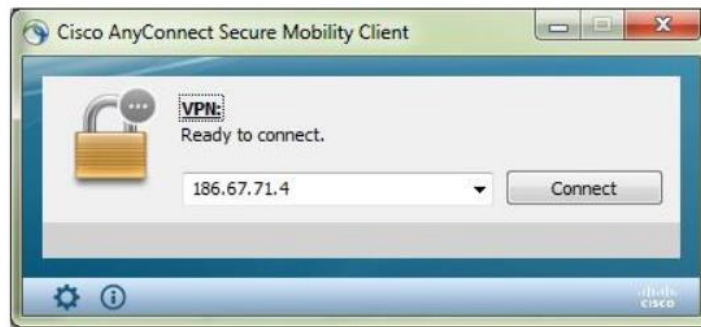 Cisco AnyConnect Secure Mobility Client
VPN:
Ready to connect.
186.67.71.4
Connect
CISCO